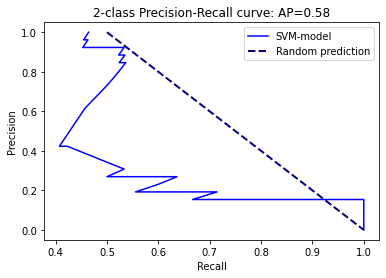 2-class Precision-Recall curve: AP=0.58
SVM-model
Random prediction
Precision
1.0
0.8
0.6
0.4
0.2
0.0
0.4 0.5 0.6 0.7 0.8 0.9 1.0
Recall